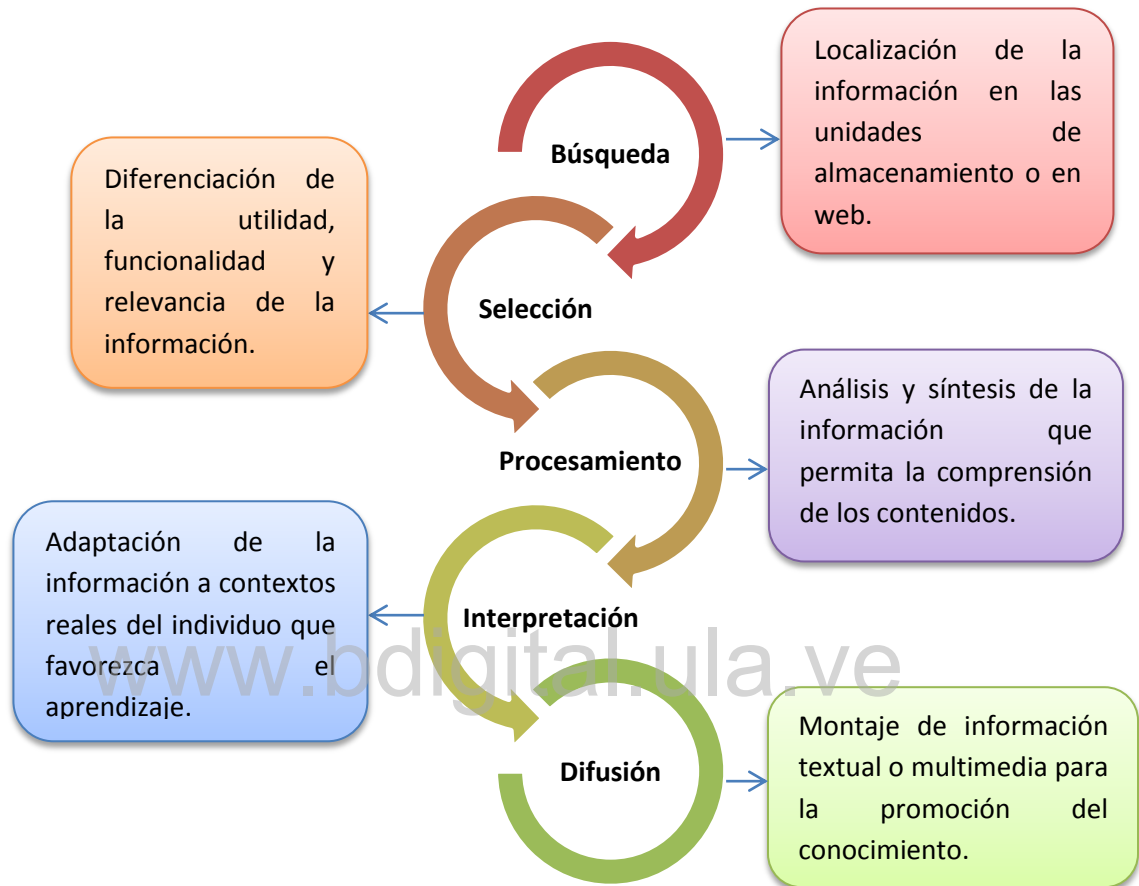 Búsqueda
Localización de la
información en las
unidades de
almacenamiento o en
web.
Selección
Diferenciación de
la utilidad,
funcionalidad y
relevancia de la
información.
Procesamiento
Análisis y síntesis de la
información que
permita la comprensión
de los contenidos.
Interpretación
Adaptación de la
información a contextos
reales del individuo que
favorezca el
aprendizaje.
www.bdigital.ula.ve
Difusión
Montaje de información
textual o multimedia para
la promoción del
conocimiento.